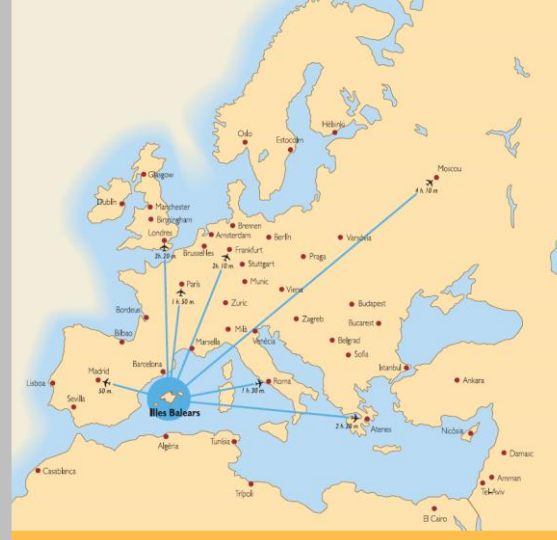 Oslo
Estocolm
Hèlsinki
Moscou
4 h. 10 m.
Glasgow
Dublín
Manchester
Birmingham
Londres
2h. 20 m.
Bremen
Amsterdam
Berlín
Varsòvia
Brussel·les
Frankfurt
2h. 10 m.
Stuttgart
Praga
París
1 h. 50 m.
Munic
Viena
Budapest
Zuric
Bordeus
Zagreb
Bucarest
Milà
Venècia
Belgrad
Bilbao
Marsella
Sofia
Barcelona
Istanbul
Madrid
50 m.
Roma
1 h. 30 m.
Ankara
Lisboa
Illes Balears
Sevilla
2 h. 20 m.
Atenes
Nicòsia
Algèria
Tunísia
Damasc
Casablanca
Amman
Tel-Aviv
Trípoli
El Cairo